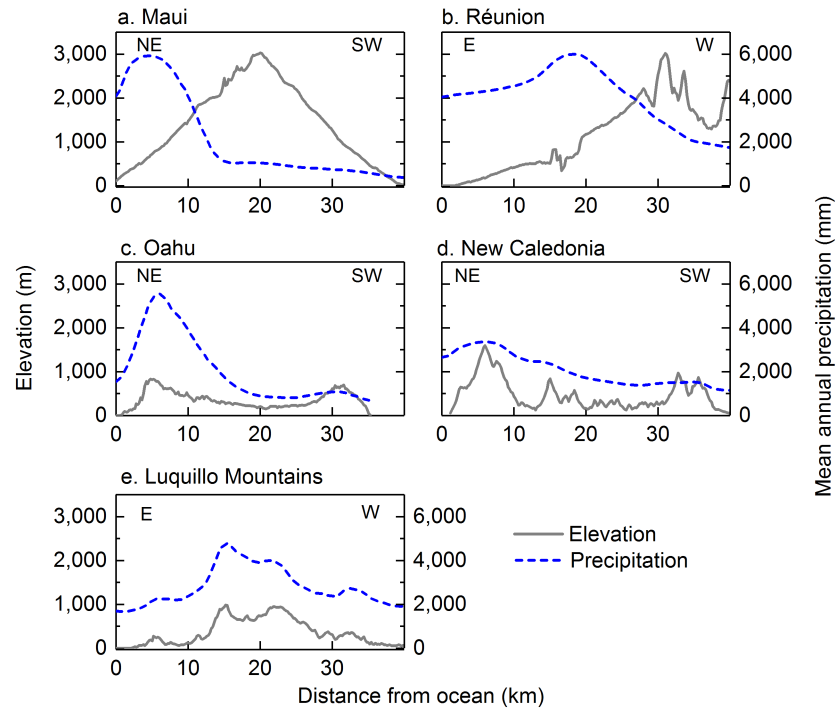 a. Maui
b. Réunion
NE SW
E W
3,000 6,000
2,000 4,000
1,000 2,000
0 0
0 10 20 30
0 10 20 30
c. Oahu
d. New Caledonia
NE SW
NE SW
3,000 6,000
2,000 4,000
1,000 2,000
0 0
0 10 20 30
0 10 20 30
Elevation (m)
Mean annual precipitation (mm)
e. Luquillo Mountains
E W
3,000 6,000
2,000 4,000
1,000 2,000
0 0
0 10 20 30
Elevation
Precipitation
Distance from ocean (km)